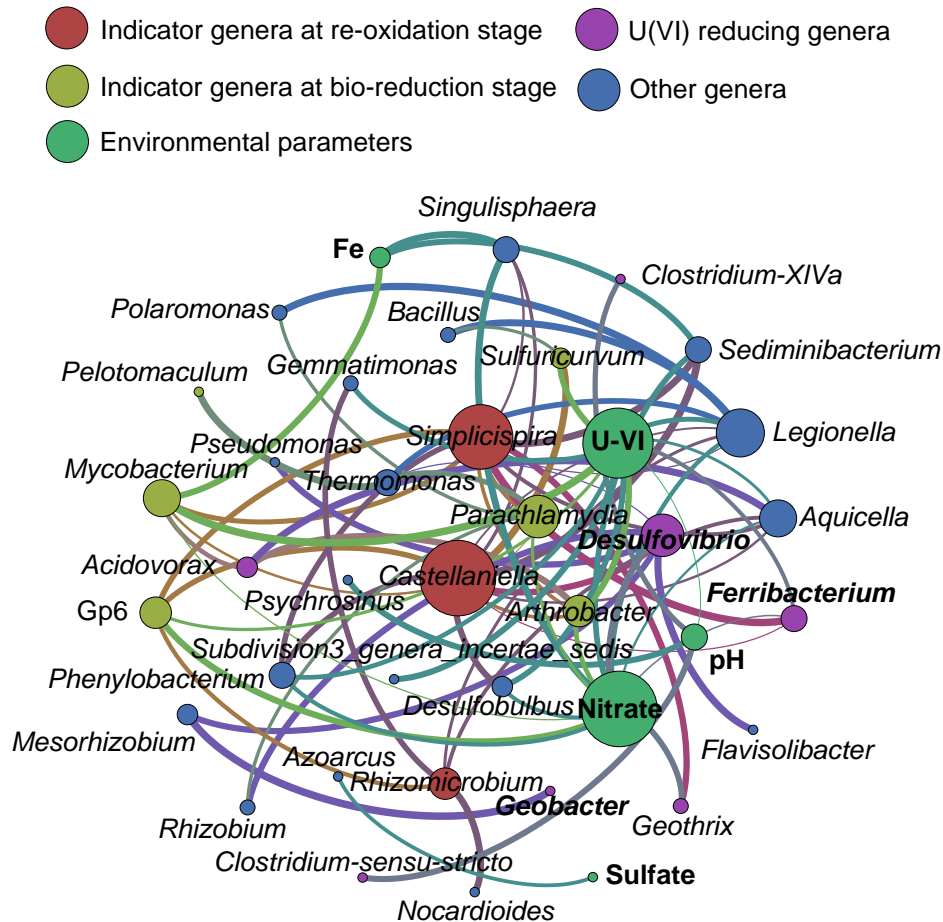 Indicator genera at re-oxidation stage
U(VI) reducing genera
Indicator genera at bio-reduction stage
Other genera
Environmental parameters
Singulisphaera
Fe
Clostridium-XIVa
Polaromonas
Bacillus
Sulfuricurvum
Sediminibacterium
Gemmatimonas
Pelotomaculum
Simplicispira
U-VI
Legionella
Pseudomonas
Mycobacterium
Thermomonas
Parachlamydia
Aquicella
Desulfovibrio
Acidovorax
Castellaniella
Ferribacterium
Psychrosinus
Gp6
Arthrobacter
Subdivision3_genera_incertae_sedis
pH
Phenylobacterium
Desulfobulbus
Nitrate
Mesorhizobium
Flavisolibacter
Azoarcus
Rhizomicrobium
Geobacter
Rhizobium
Geothrix
Clostridium-sensu-stricto
Sulfate
Nocardioides